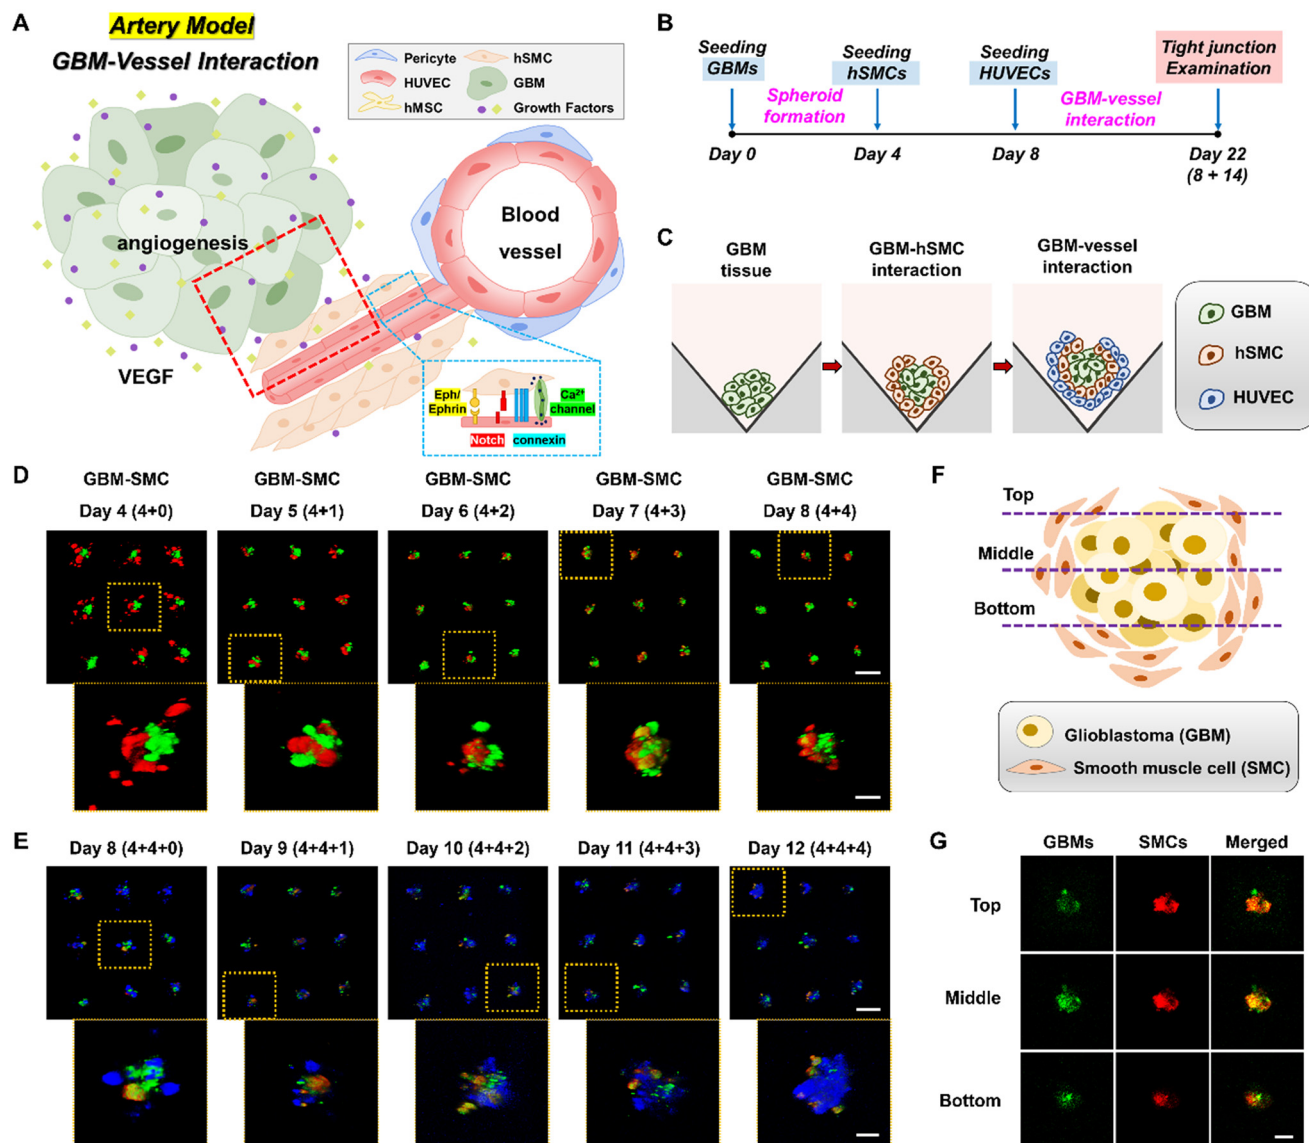 A
Artery Model
GBM-Vessel Interaction
Pericyte
HUVEC
hMSC
hSMC
GBM
Growth Factors
angiogenesis
VEGF
Blood
vessel
Eph/
Ephrin
Ca²⁺
channel
Notch
connexin
B
Seeding
GBMs
Seeding
hSMCs
Seeding
HUVECs
Tight junction
Examination
Spheroid
formation
GBM-vessel
interaction
Day 0
Day 4
Day 8
Day 22
(8 + 14)
C
GBM
tissue
GBM-hSMC
interaction
GBM-vessel
interaction
GBM
hSMC
HUVEC
D
GBM-SMC
Day 4 (4+0)
GBM-SMC
Day 5 (4+1)
GBM-SMC
Day 6 (4+2)
GBM-SMC
Day 7 (4+3)
GBM-SMC
Day 8 (4+4)
E
Day 8 (4+4+0)
Day 9 (4+4+1)
Day 10 (4+4+2)
Day 11 (4+4+3)
Day 12 (4+4+4)
F
Top
Middle
Bottom
Glioblastoma (GBM)
Smooth muscle cell (SMC)
G
GBMs SMCs Merged
Top
Middle
Bottom